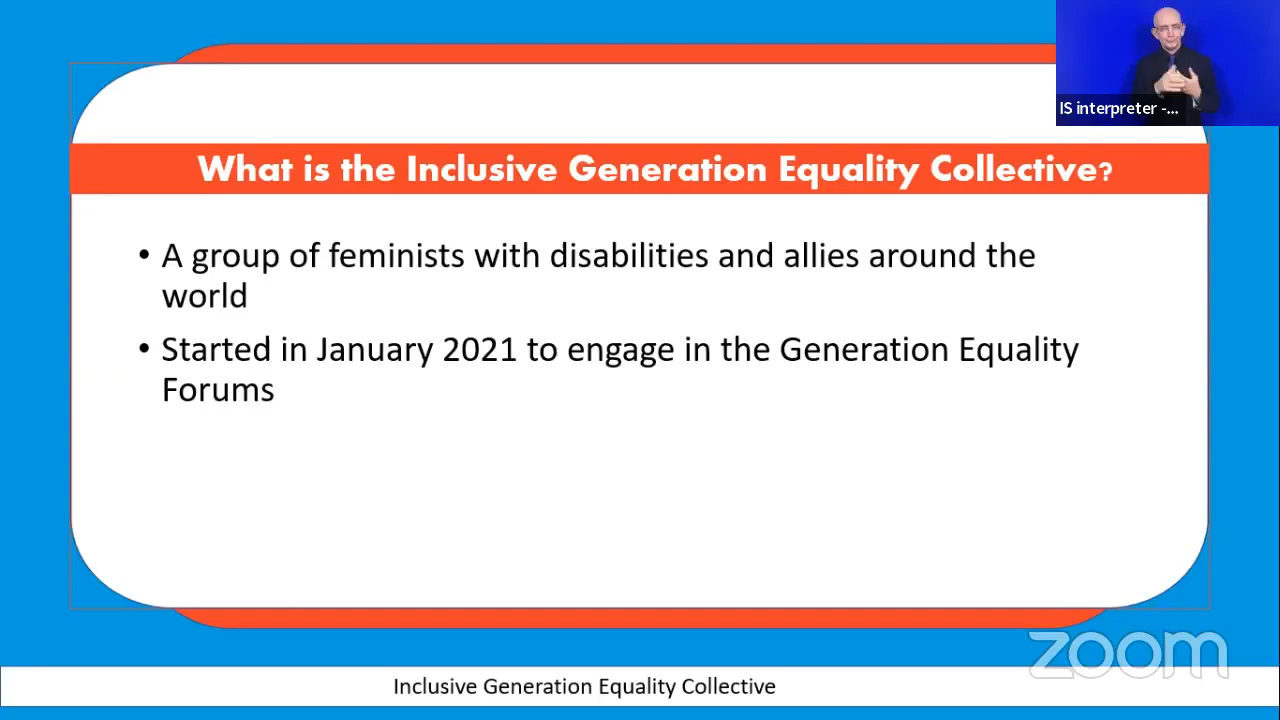 IS interpreter -...
What is the Inclusive Generation Equality Collective?
• A group of feminists with disabilities and allies around the
world
• Started in January 2021 to engage in the Generation Equality
Forums
zoom
Inclusive Generation Equality Collective